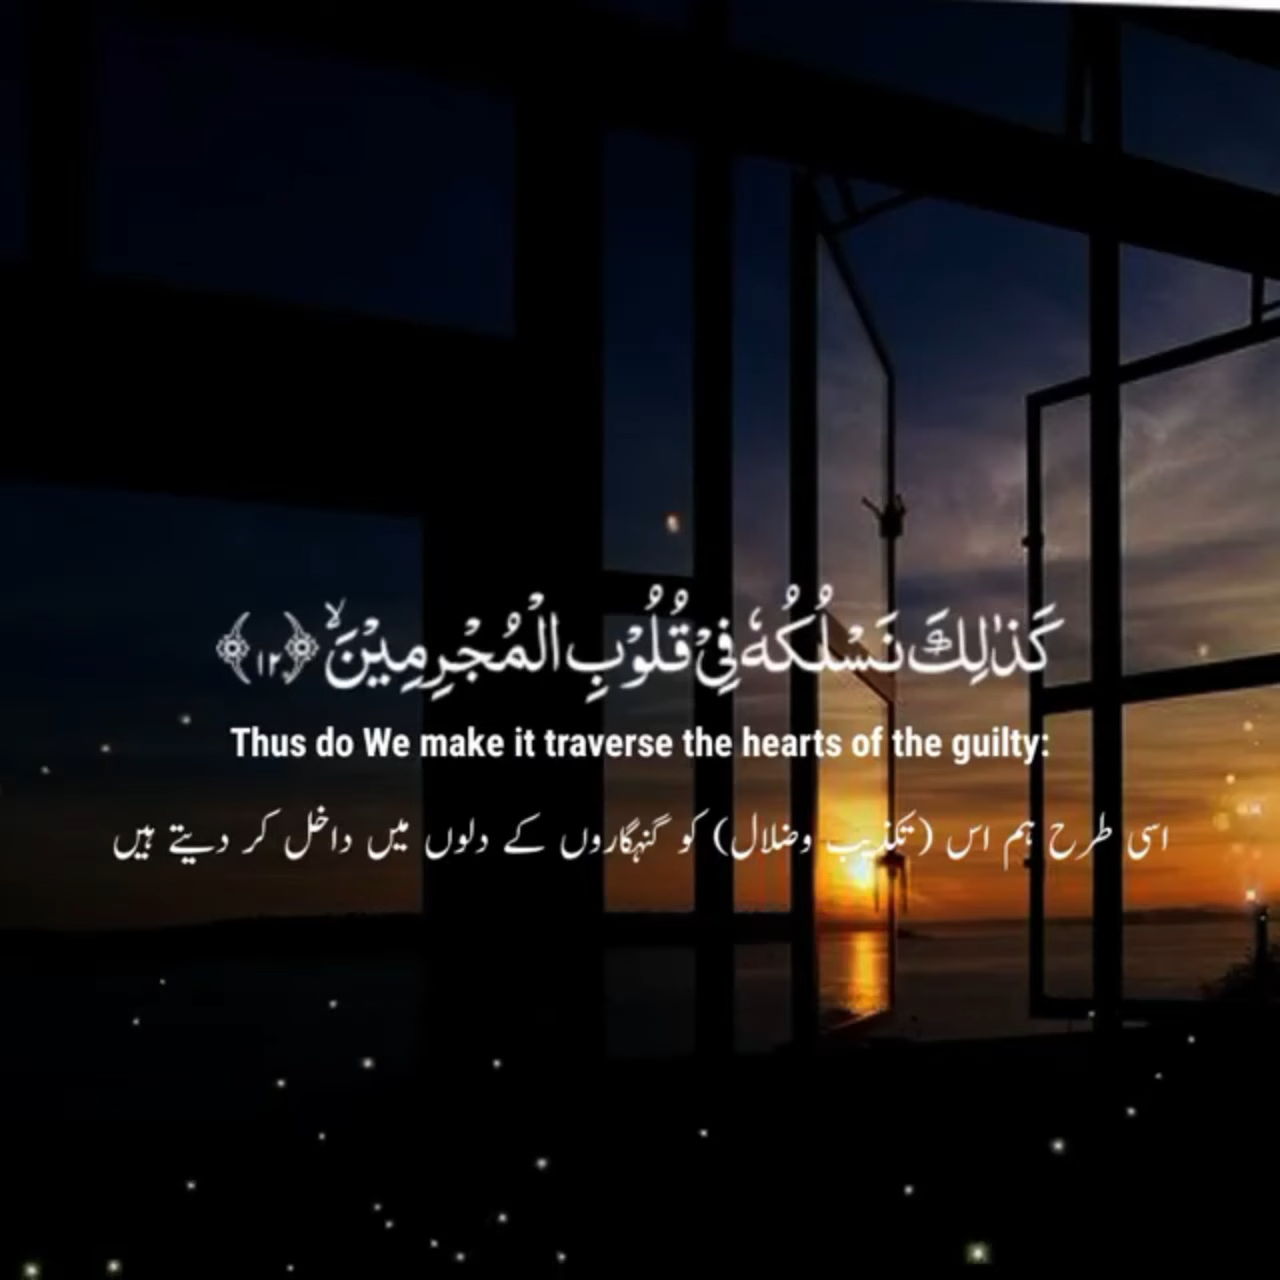 كَذٰلِكَ نَسْلُكُهٗ فِيْ قُلُوْبِ الْمُجْرِمِيْنَۙ ﴿١٢﴾
Thus do We make it traverse the hearts of the guilty:
اسی طرح ہم اس (تکذیب وضلال) کو گنہگاروں کے دلوں میں داخل کر دیتے ہیں